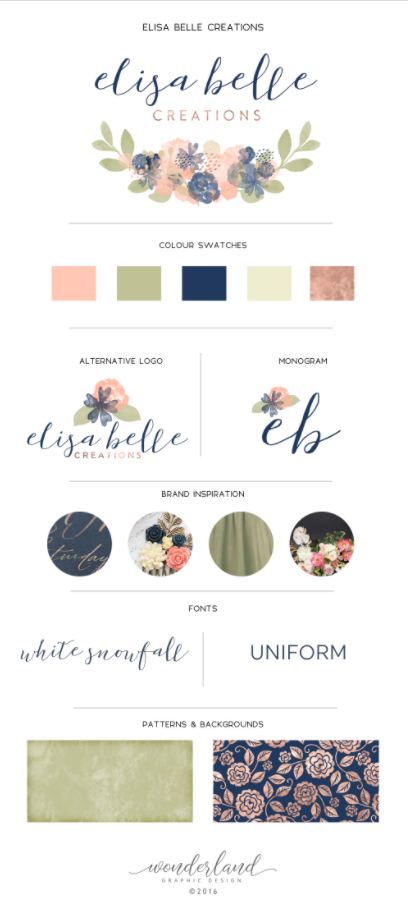 ELISA BELLE CREATIONS
elisa belle
CREATIONS
COLOUR SWATCHES
ALTERNATIVE LOGO
MONOGRAM
elisa belle
CREATIONS
eb
BRAND INSPIRATION
FONTS
white snowfall
UNIFORM
PATTERNS & BACKGROUNDS
wonderland
GRAPHIC DESIGN
©2016